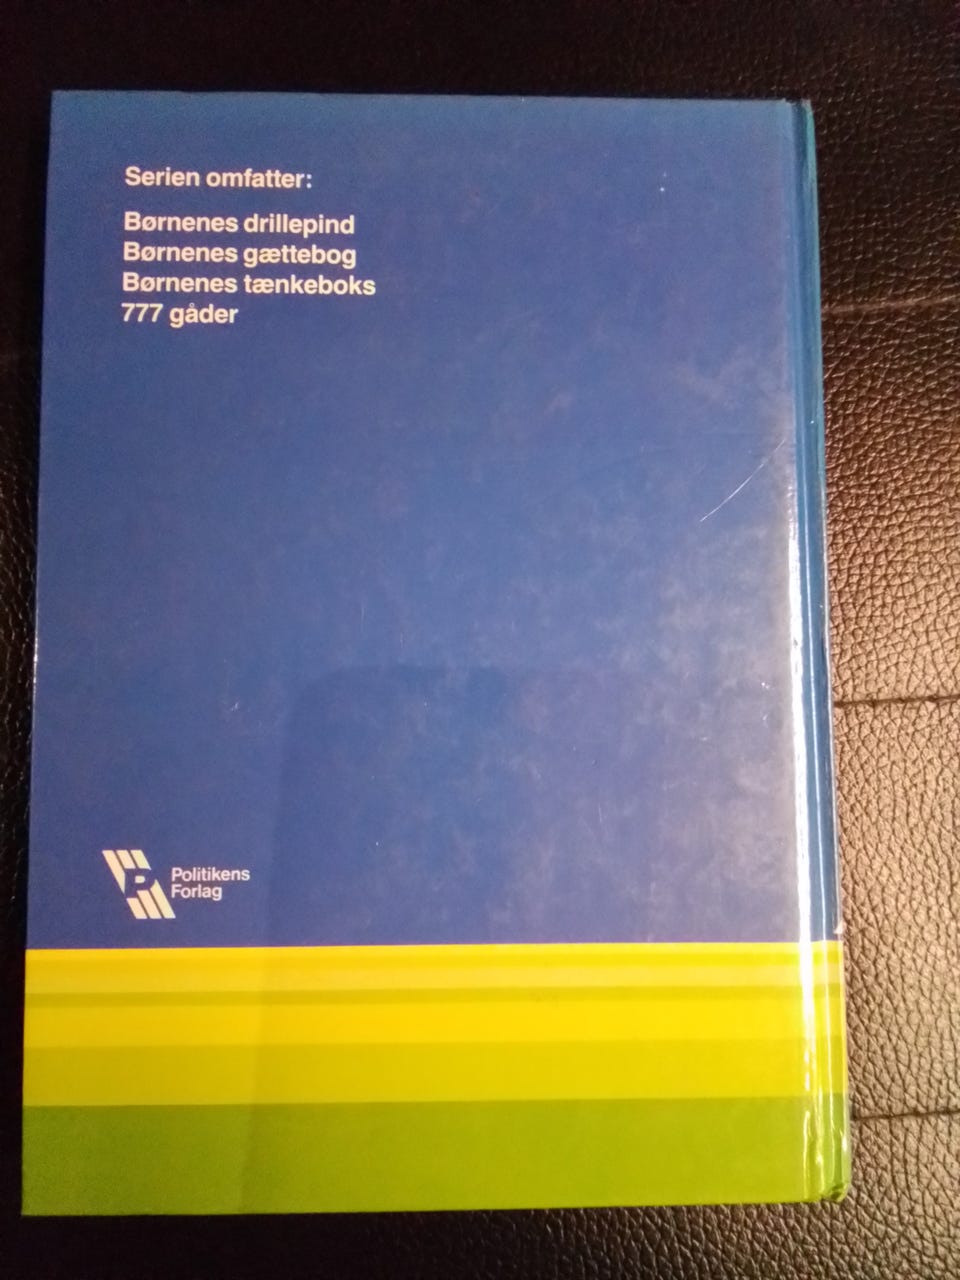 Serien omfatter:
Børnenes drillepind
Børnenes gættebog
Børnenes tænkeboks
777 gåder
P
Politikens
Forlag